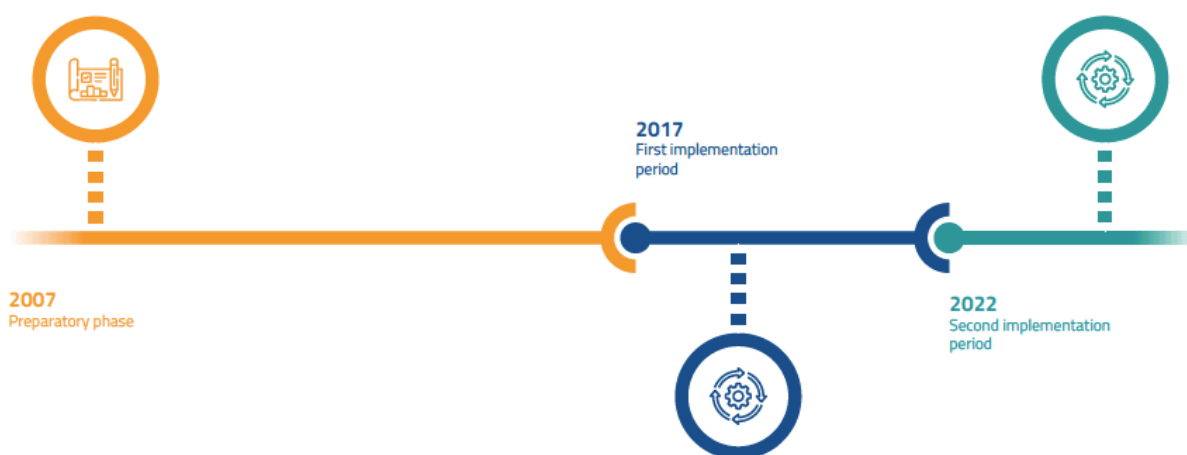 2007
Preparatory phase
2017
First implementation
period
2022
Second implementation
period